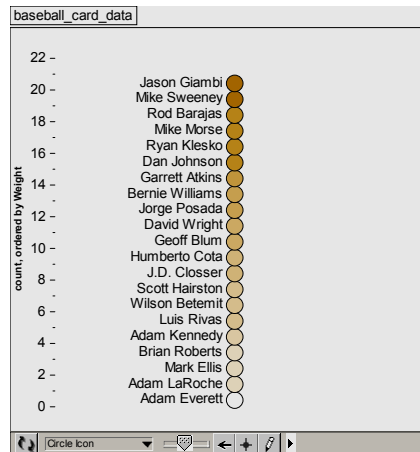 baseball_card_data
22
20
18
16
14
12
10
8
6
4
2
0
count, ordered by Weight
Jason Giambi
Mike Sweeney
Rod Barajas
Mike Morse
Ryan Klesko
Dan Johnson
Garrett Atkins
Bernie Williams
Jorge Posada
David Wright
Geoff Blum
Humberto Cota
J.D. Closser
Scott Hairston
Wilson Betemit
Luis Rivas
Adam Kennedy
Brian Roberts
Mark Ellis
Adam LaRoche
Adam Everett
Circle Icon